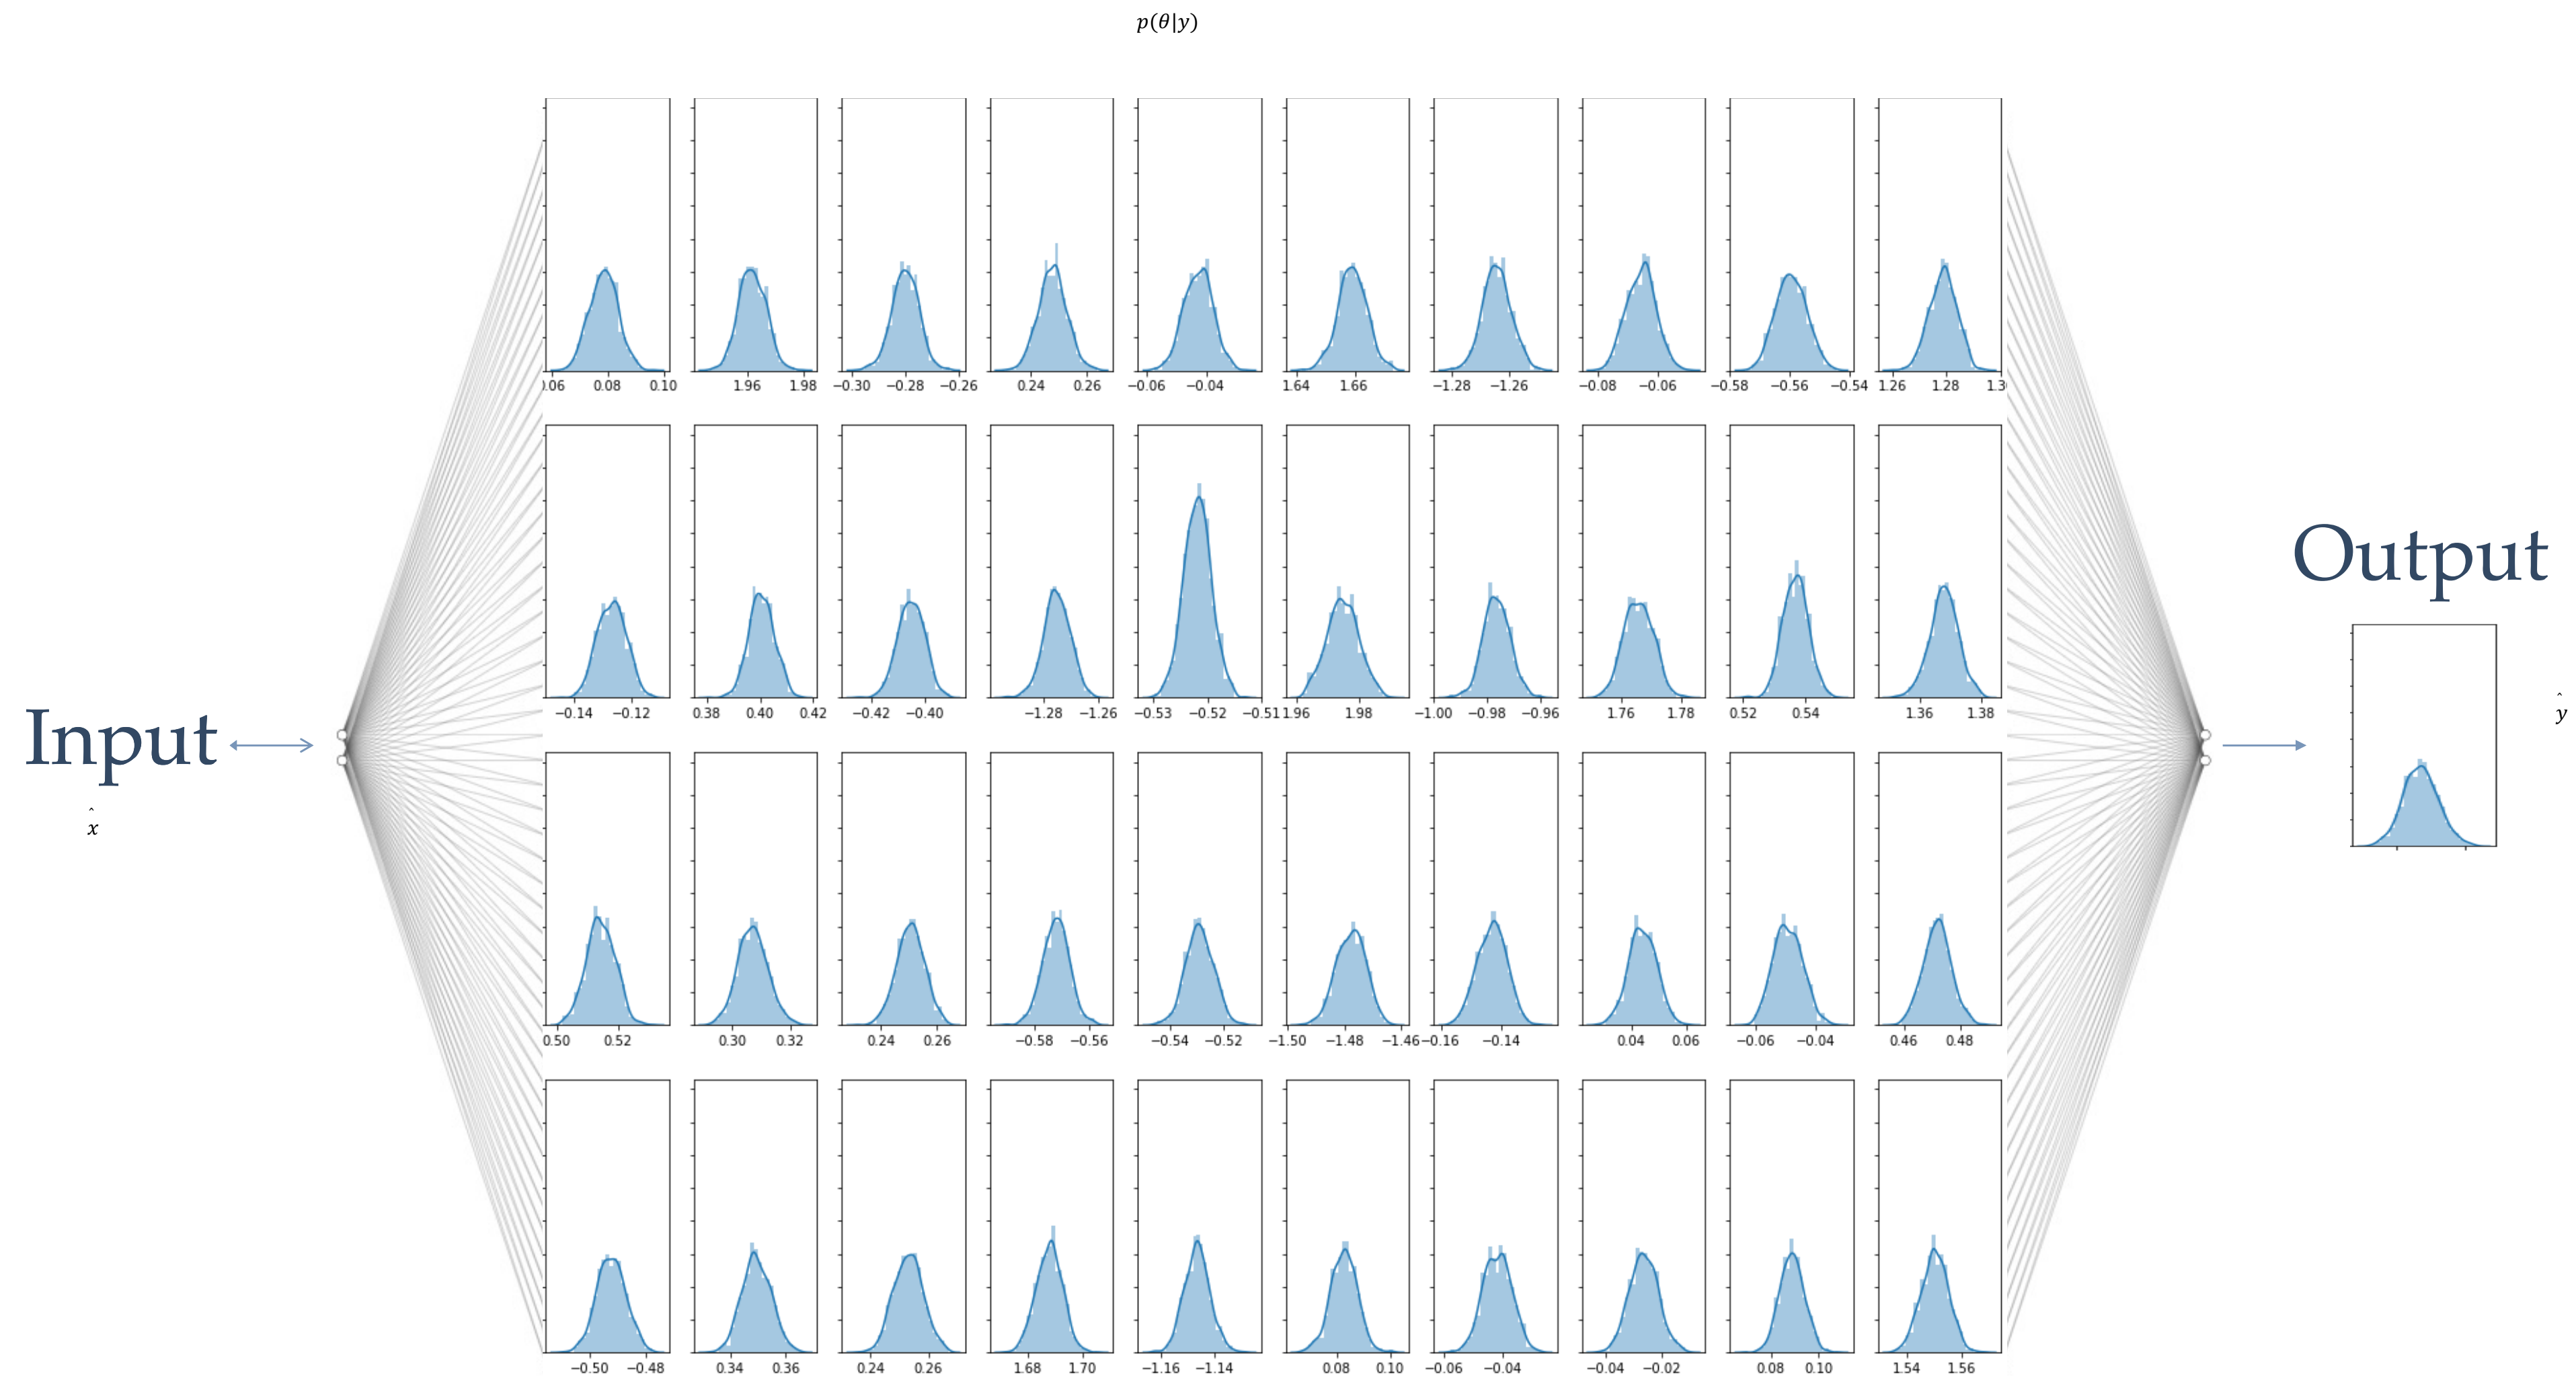 p(θ|y)
.06 0.08 0.10 1.96 1.98 −0.30 −0.28 −0.26 0.24 0.26 −0.06 −0.04 1.64 1.66 −1.28 −1.26 −0.08 −0.06 −0.58 −0.56 −0.54 1.26 1.28 1.3
Output
−0.14 −0.12 0.38 0.40 0.42 −0.42 −0.40 −1.28 −1.26 −0.53 −0.52 −0.51 1.96 1.98 −1.00 −0.98 −0.96 1.76 1.78 0.52 0.54 1.36 1.38
ŷ
Input
x̂
0.50 0.52 0.30 0.32 0.24 0.26 −0.58 −0.56 −0.54 −0.52 −1.50 −1.48 −1.46 −0.16 −0.14 0.04 0.06 −0.06 −0.04 0.46 0.48
−0.50 −0.48 0.34 0.36 0.24 0.26 1.68 1.70 −1.16 −1.14 0.08 0.10 −0.06 −0.04 −0.04 −0.02 0.08 0.10 1.54 1.56